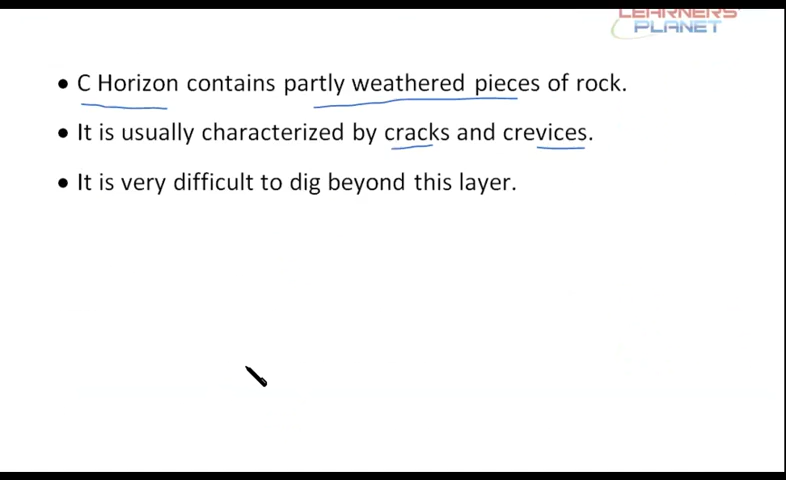 LEARNERS'
PLANET
• C Horizon contains partly weathered pieces of rock.
• It is usually characterized by cracks and crevices.
• It is very difficult to dig beyond this layer.